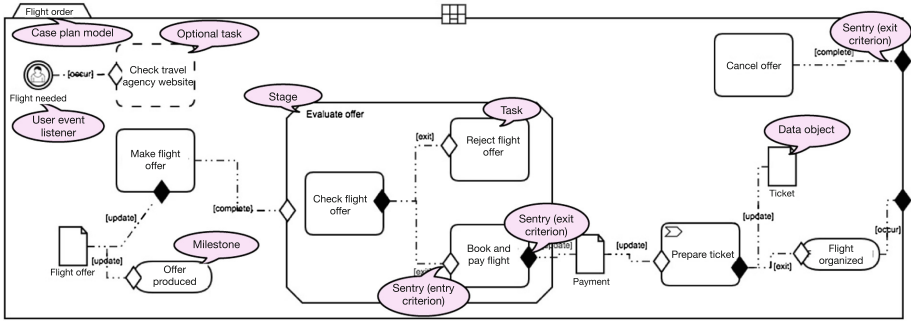 Flight order
Case plan model
Optional task
Sentry (exit
criterion)
[occur]
Check travel
agency website
Flight needed
User event
listener
Cancel offer
[complete]
Stage
Evaluate offer
Task
Make flight
offer
[exit]
Reject flight
offer
Data object
Check flight
offer
Ticket
[complete]
[update]
Flight offer
[update]
Milestone
Offer
produced
Sentry (exit
criterion)
Book and
pay flight
[exit]
Sentry (entry
criterion)
[update]
Payment
[update]
Prepare ticket
[update]
[exit]
Flight
organized
[occur]